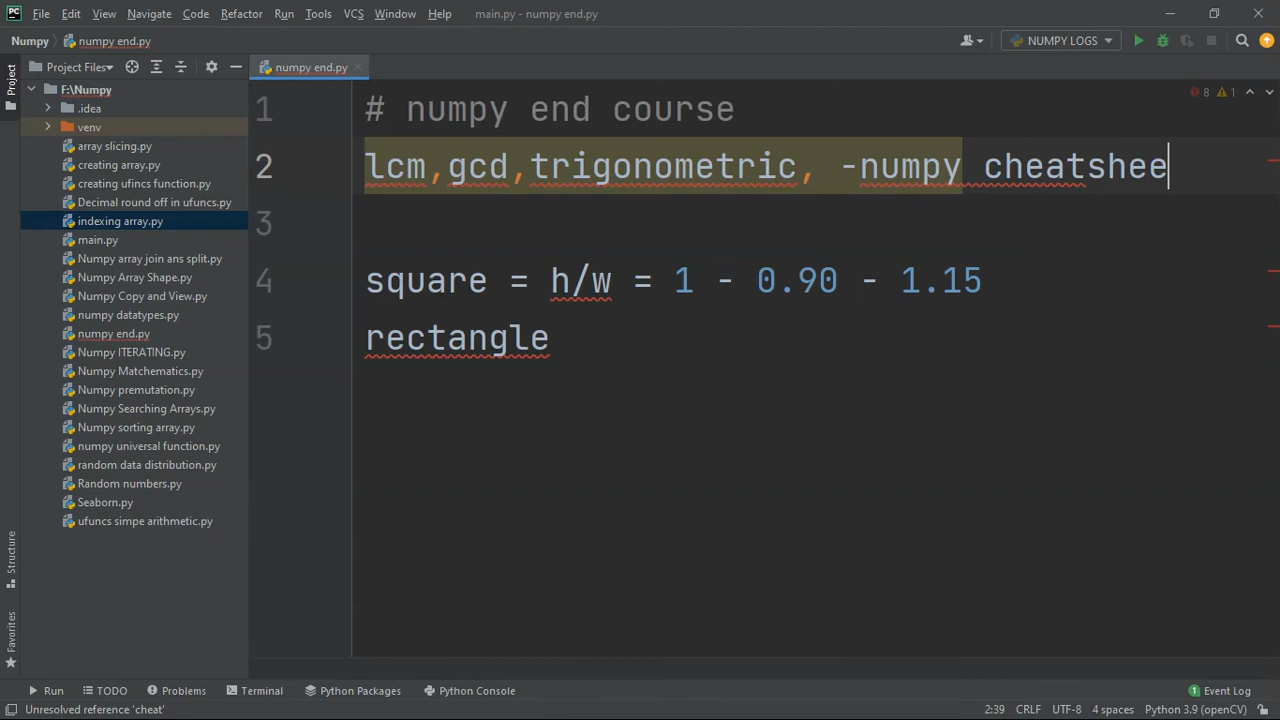 File Edit View Navigate Code Refactor Run Tools VCS Window Help main.py - numpy end.py
Numpy numpy end.py NUMPY LOGS
Project Files numpy end.py
Project
F:\Numpy
.idea
venv
array slicing.py
creating array.py
creating ufincs function.py
Decimal round off in ufuncs.py
indexing array.py
main.py
Numpy array join ans split.py
Numpy Array Shape.py
Numpy Copy and View.py
numpy datatypes.py
numpy end.py
Numpy ITERATING.py
Numpy Matchematics.py
Numpy premutation.py
Numpy Searching Arrays.py
Numpy sorting array.py
numpy universal function.py
random data distribution.py
Random numbers.py
Seaborn.py
ufuncs simpe arithmetic.py
Structure
Favorites
8 1
1 # numpy end course
2 lcm,gcd,trigonometric, -numpy cheatshee
3
4 square = h/w = 1 - 0.90 - 1.15
5 rectangle
Run TODO Problems Terminal Python Packages Python Console 1 Event Log
Unresolved reference 'cheat' 2:39 CRLF UTF-8 4 spaces Python 3.9 (openCV)